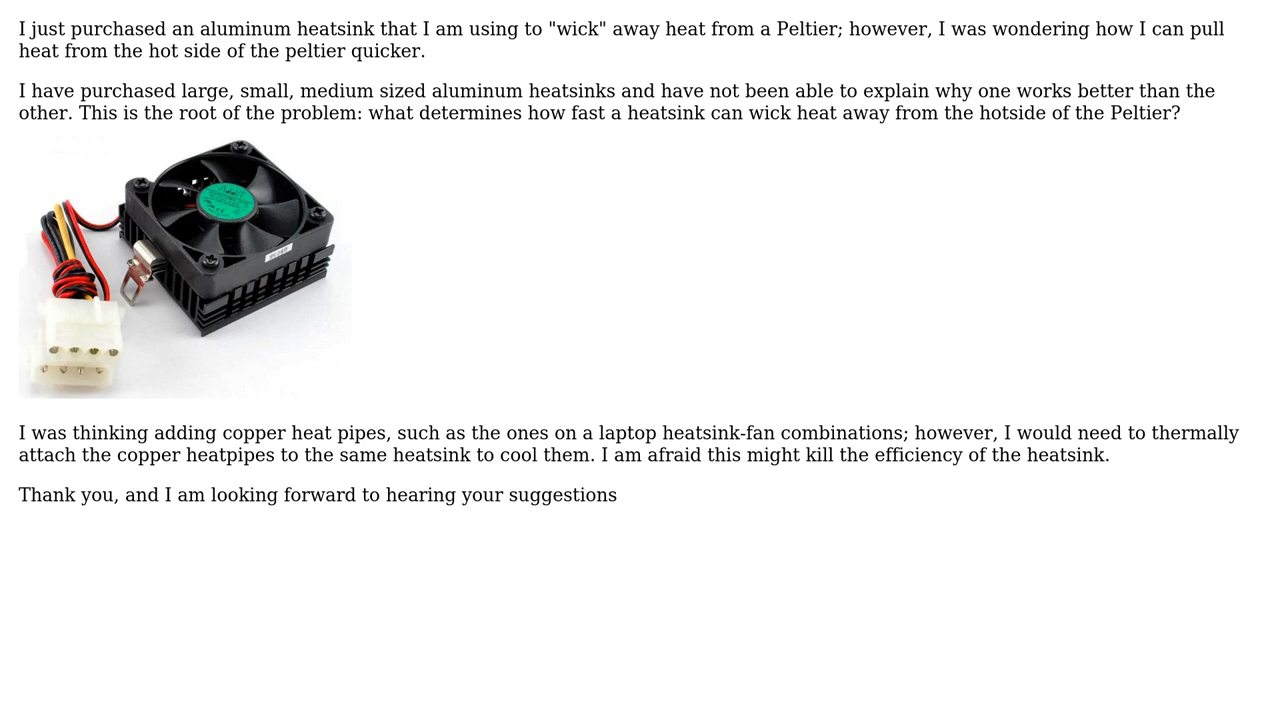 I just purchased an aluminum heatsink that I am using to "wick" away heat from a Peltier; however, I was wondering how I can pull
heat from the hot side of the peltier quicker.
I have purchased large, small, medium sized aluminum heatsinks and have not been able to explain why one works better than the
other. This is the root of the problem: what determines how fast a heatsink can wick heat away from the hotside of the Peltier?
I was thinking adding copper heat pipes, such as the ones on a laptop heatsink-fan combinations; however, I would need to thermally
attach the copper heatpipes to the same heatsink to cool them. I am afraid this might kill the efficiency of the heatsink.
Thank you, and I am looking forward to hearing your suggestions